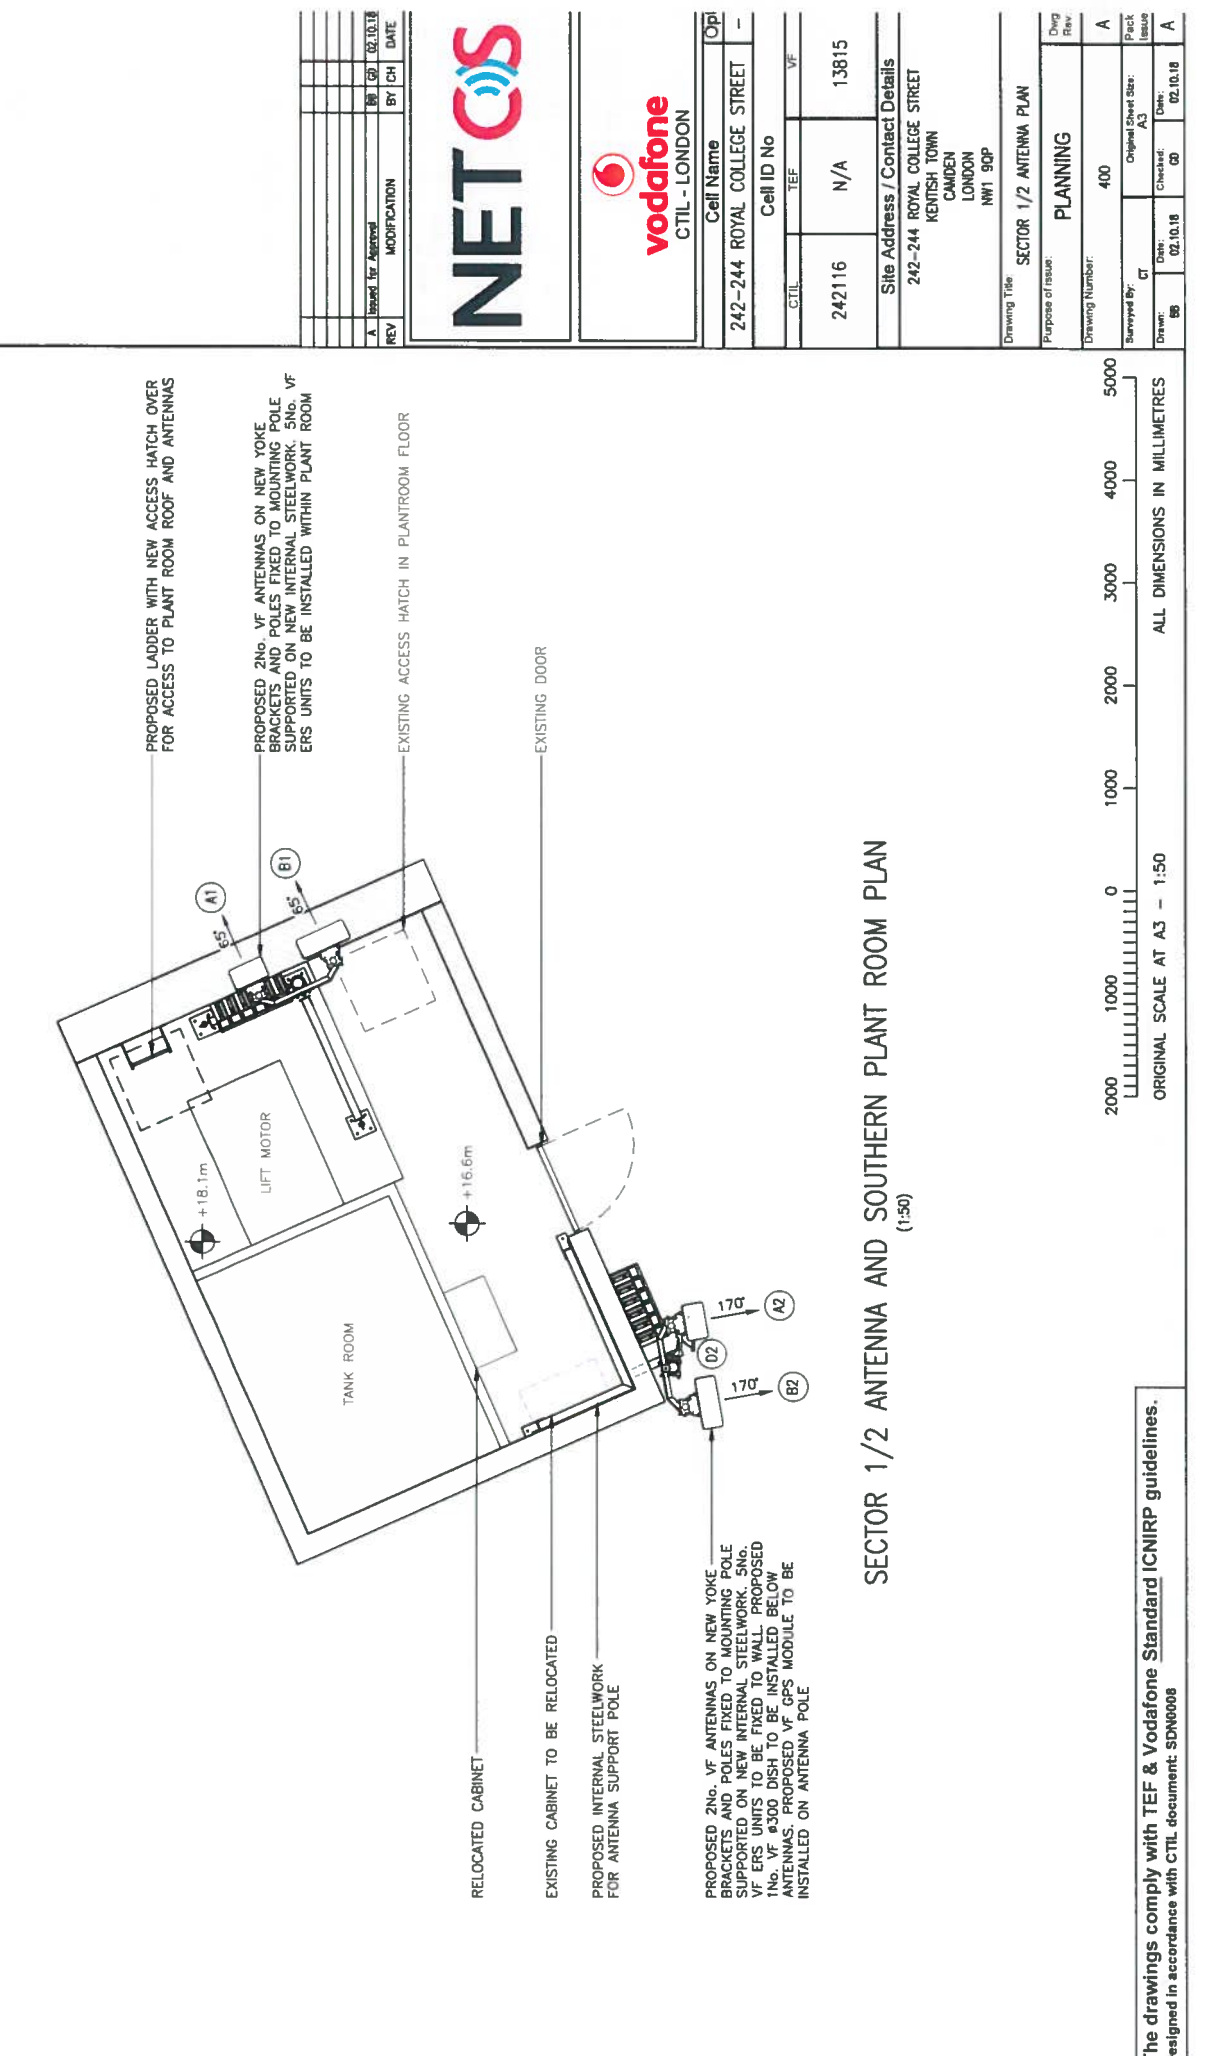 PROPOSED LADDER WITH NEW ACCESS HATCH OVER
FOR ACCESS TO PLANT ROOM ROOF AND ANTENNAS
PROPOSED 2No. VF ANTENNAS ON NEW YOKE
BRACKETS AND POLES FIXED TO MOUNTING POLE
SUPPORTED ON NEW INTERNAL STEELWORK. 5No. VF
ERS UNITS TO BE INSTALLED WITHIN PLANT ROOM
EXISTING ACCESS HATCH IN PLANTROOM FLOOR
EXISTING DOOR
A1
65°
B1
65°
+18.1m
LIFT MOTOR
+16.6m
TANK ROOM
170°
A2
D2
170°
B2
RELOCATED CABINET
EXISTING CABINET TO BE RELOCATED
PROPOSED INTERNAL STEELWORK
FOR ANTENNA SUPPORT POLE
PROPOSED 2No. VF ANTENNAS ON NEW YOKE
BRACKETS AND POLES FIXED TO MOUNTING POLE
SUPPORTED ON NEW INTERNAL STEELWORK. 5No.
VF ERS UNITS TO BE FIXED TO WALL. PROPOSED
1No. VF ø300 DISH TO BE INSTALLED BELOW
ANTENNAS. PROPOSED VF GPS MODULE TO BE
INSTALLED ON ANTENNA POLE
SECTOR 1/2 ANTENNA AND SOUTHERN PLANT ROOM PLAN
(1:50)
2000 1000 0 1000 2000 3000 4000 5000
ORIGINAL SCALE AT A3 - 1:50
ALL DIMENSIONS IN MILLIMETRES
he drawings comply with TEF & Vodafone Standard ICNIRP guidelines.
esigned in accordance with CTIL document: SDN0008
A Issued for Approval BB GD 02.10.18
REV MODIFICATION BY CH DATE
NET COS
vodafone
CTIL - LONDON
Cell Name Opt
242-244 ROYAL COLLEGE STREET -
Cell ID No
CTIL TEF VF
242116 N/A 13815
Site Address / Contact Details
242-244 ROYAL COLLEGE STREET
KENTISH TOWN
CAMDEN
LONDON
NW1 9QP
Drawing Title:
SECTOR 1/2 ANTENNA PLAN
Purpose of issue:
PLANNING
Dwg
Rev:
Drawing Number:
400
A
Surveyed By:
CT
Original Sheet Size:
A3
Pack
Issue
Drawn: Date: Checked: Date:
BB 02.10.18 GD 02.10.18 A